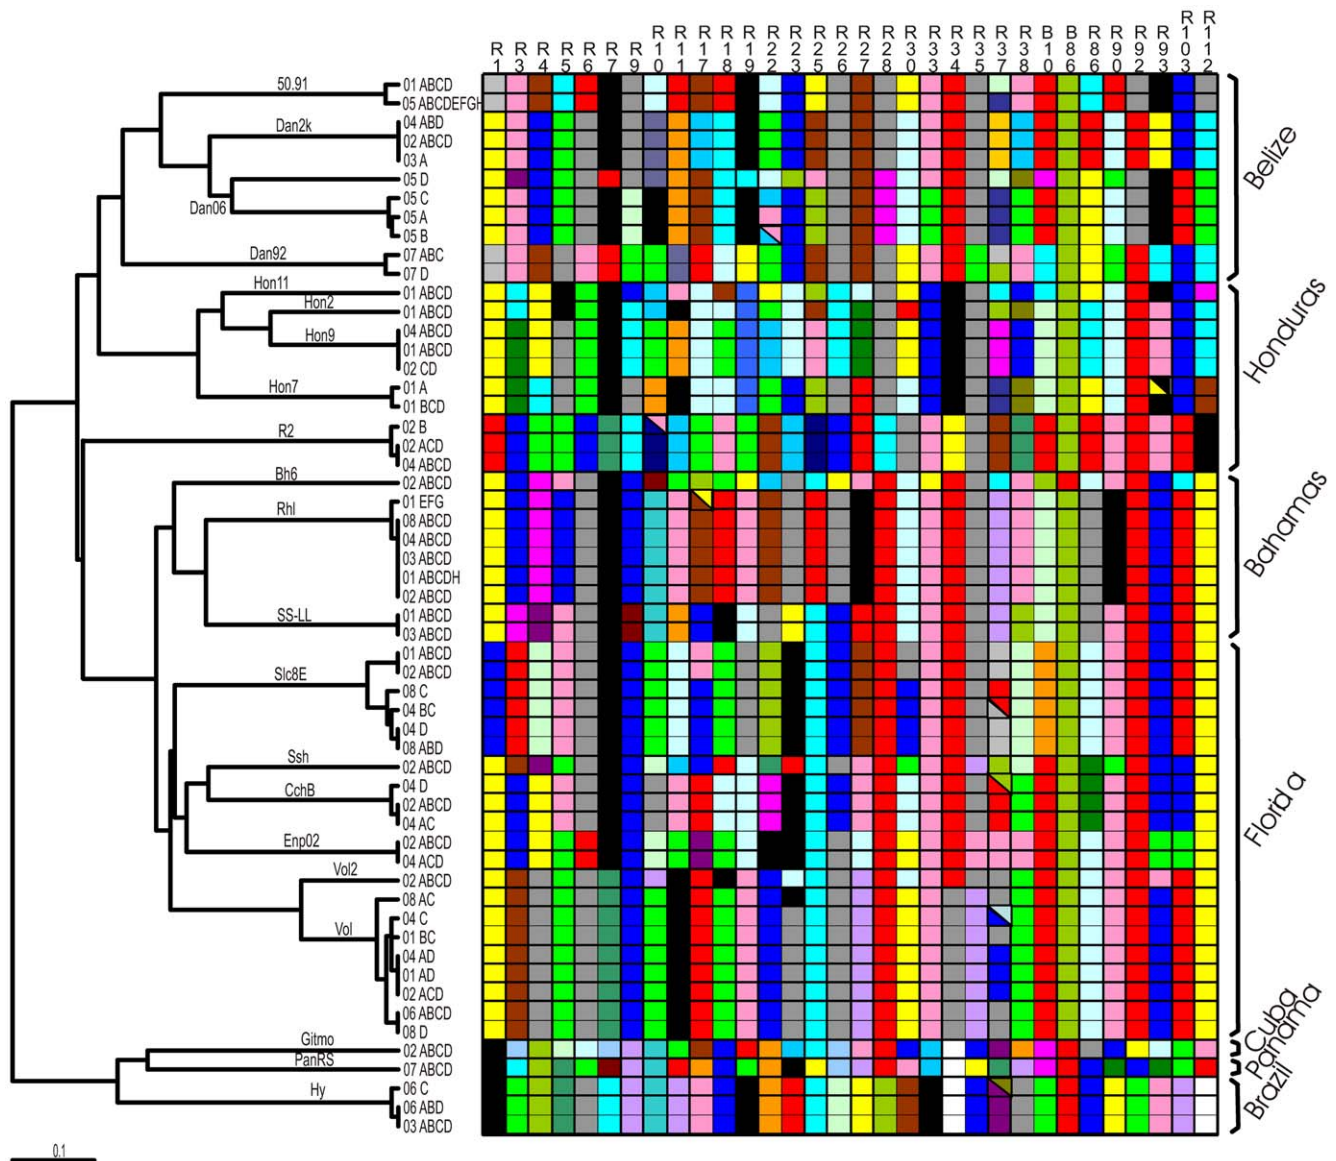 R1 R3 R4 R5 R6 R7 R9 R10 R11 R17 R18 R19 R22 R23 R25 R26 R27 R28 R30 R33 R34 R37 R38 B10 R92 R93 R103 R112
50.91
01 ABCD
05 ABCDEFGH
Dan2k
04 ABD
02 ABCD
03 A
05 D
Dan06
05 C
05 A
05 B
Dan92
07 ABC
07 D
Belize
Hon11
01 ABCD
Hon2
01 ABCD
Hon9
04 ABCD
01 ABCD
02 CD
Hon7
01 A
01 BCD
R2
02 B
02 ACD
04 ABCD
Honduras
Bh6
02 ABCD
Rhl
01 EFG
08 ABCD
04 ABCD
03 ABCD
01 ABCDH
02 ABCD
SS-LL
01 ABCD
03 ABCD
Bahamas
Slc8E
01 ABCD
02 ABCD
08 C
04 BC
04 D
08 ABD
Ssh
02 ABCD
CchB
04 D
02 ABCD
04 AC
Enp02
02 ABCD
04 ACD
Vol2
02 ABCD
Vol
08 AC
04 C
01 BC
04 AD
01 AD
02 ACD
06 ABCD
08 D
Florida
Gitmo
02 ABCD
Cuba
PanRS
07 ABCD
Panama
Hy
06 C
06 ABD
03 ABCD
Brazil
0.1